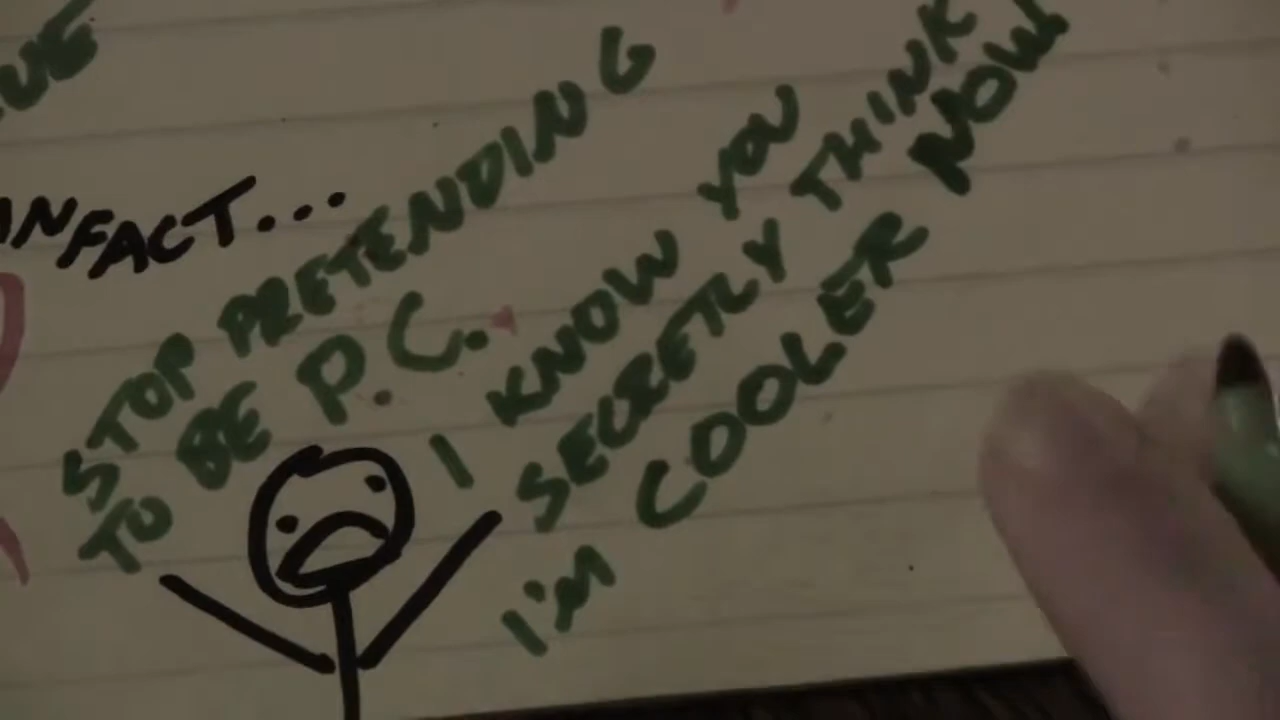 INFACT...
STOP PRETENDING
TO BE P.C.
I KNOW YOU
SECRETLY THINK
I'M COOLER NOW